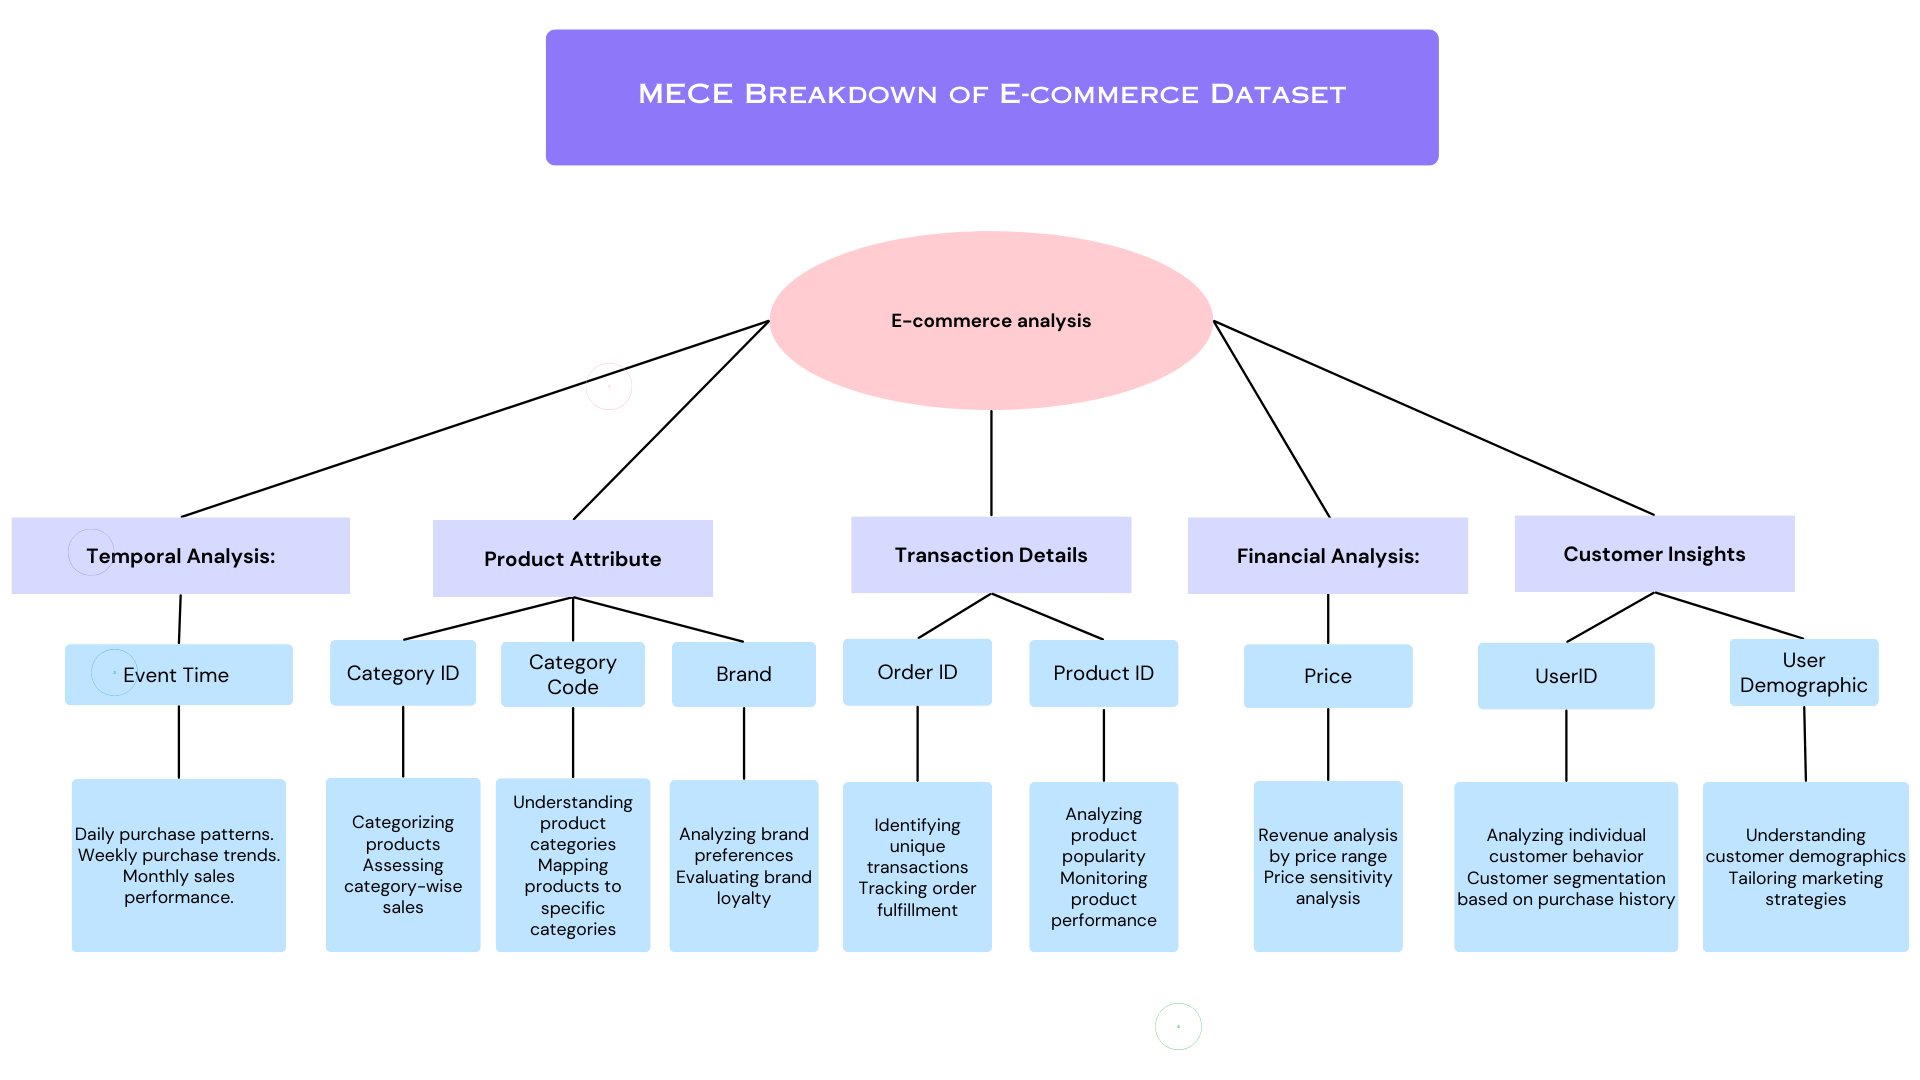 MECE Breakdown of E-commerce Dataset
E-commerce analysis
Temporal Analysis:
Product Attribute
Transaction Details
Financial Analysis:
Customer Insights
Event Time
Category ID
Category
Code
Brand
Order ID
Product ID
Price
UserID
User
Demographic
Daily purchase patterns.
Weekly purchase trends.
Monthly sales
performance.
Categorizing
products
Assessing
category-wise
sales
Understanding
product
categories
Mapping
products to
specific
categories
Analyzing brand
preferences
Evaluating brand
loyalty
Identifying
unique
transactions
Tracking order
fulfillment
Analyzing
product
popularity
Monitoring
product
performance
Revenue analysis
by price range
Price sensitivity
analysis
Analyzing individual
customer behavior
Customer segmentation
based on purchase history
Understanding
customer demographics
Tailoring marketing
strategies